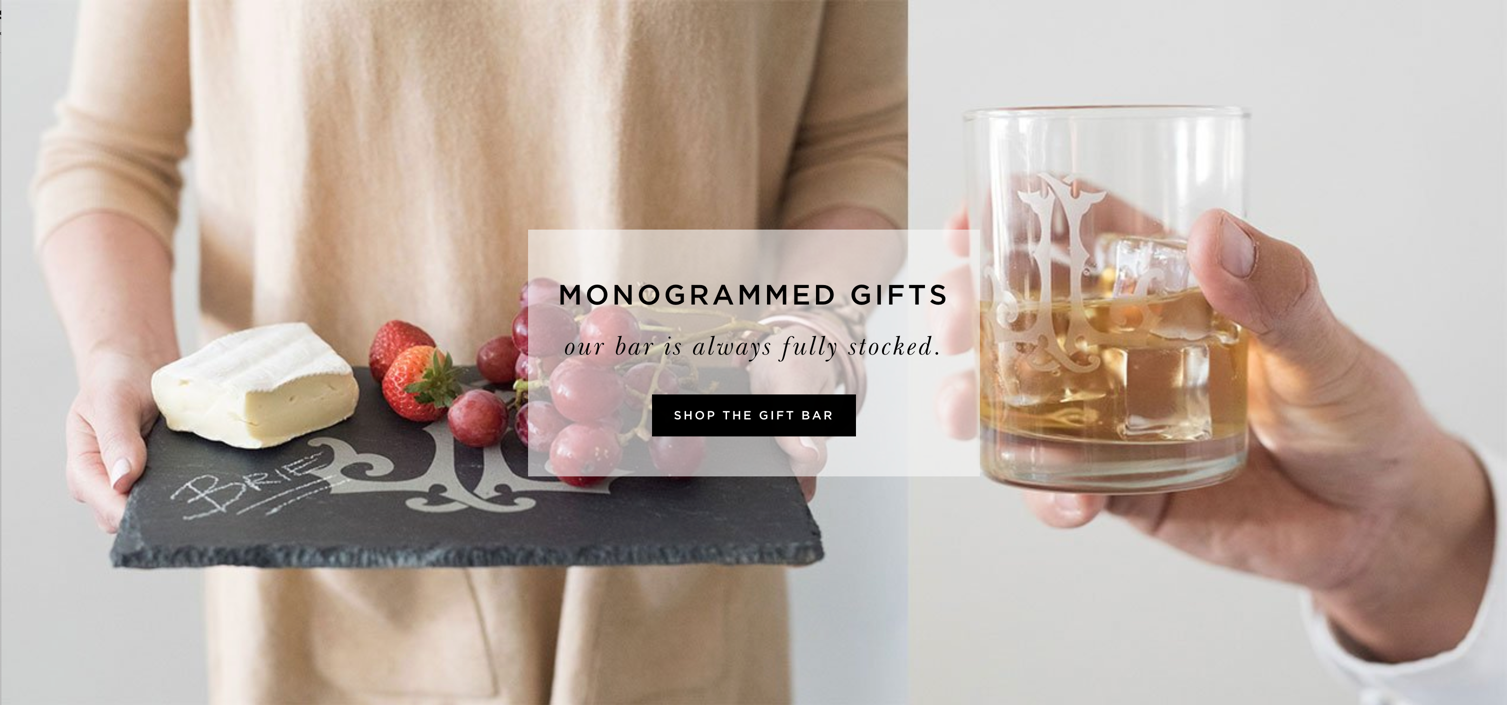 MONOGRAMMED GIFTS
our bar is always fully stocked.
SHOP THE GIFT BAR
BRIE